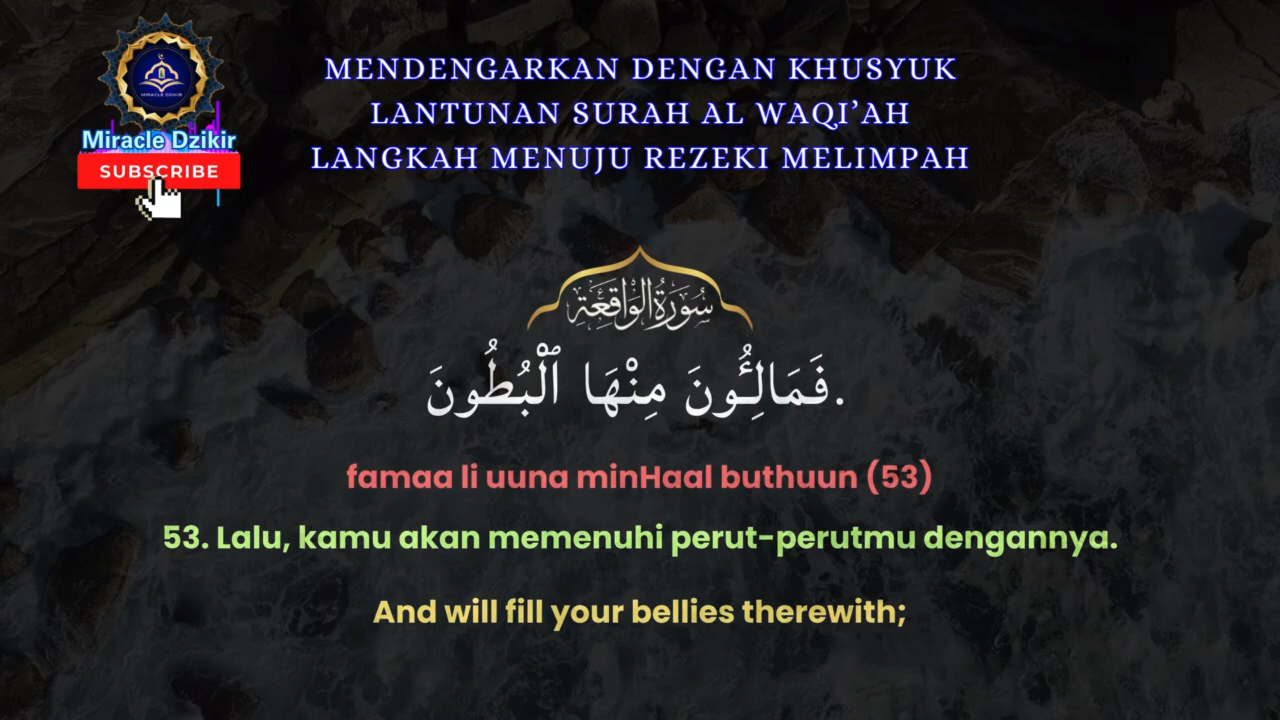 MIRACLE DZIKIR
Miracle Dzikir
SUBSCRIBE
MENDENGARKAN DENGAN KHUSYUK
LANTUNAN SURAH AL WAQI’AH
LANGKAH MENUJU REZEKI MELIMPAH
سُورَةُ الوَاقِعَة
فَمَالِـُٔونَ مِنْهَا ٱلْبُطُونَ.
famaa li uuna minHaal buthuun (53)
53. Lalu, kamu akan memenuhi perut-perutmu dengannya.
And will fill your bellies therewith;